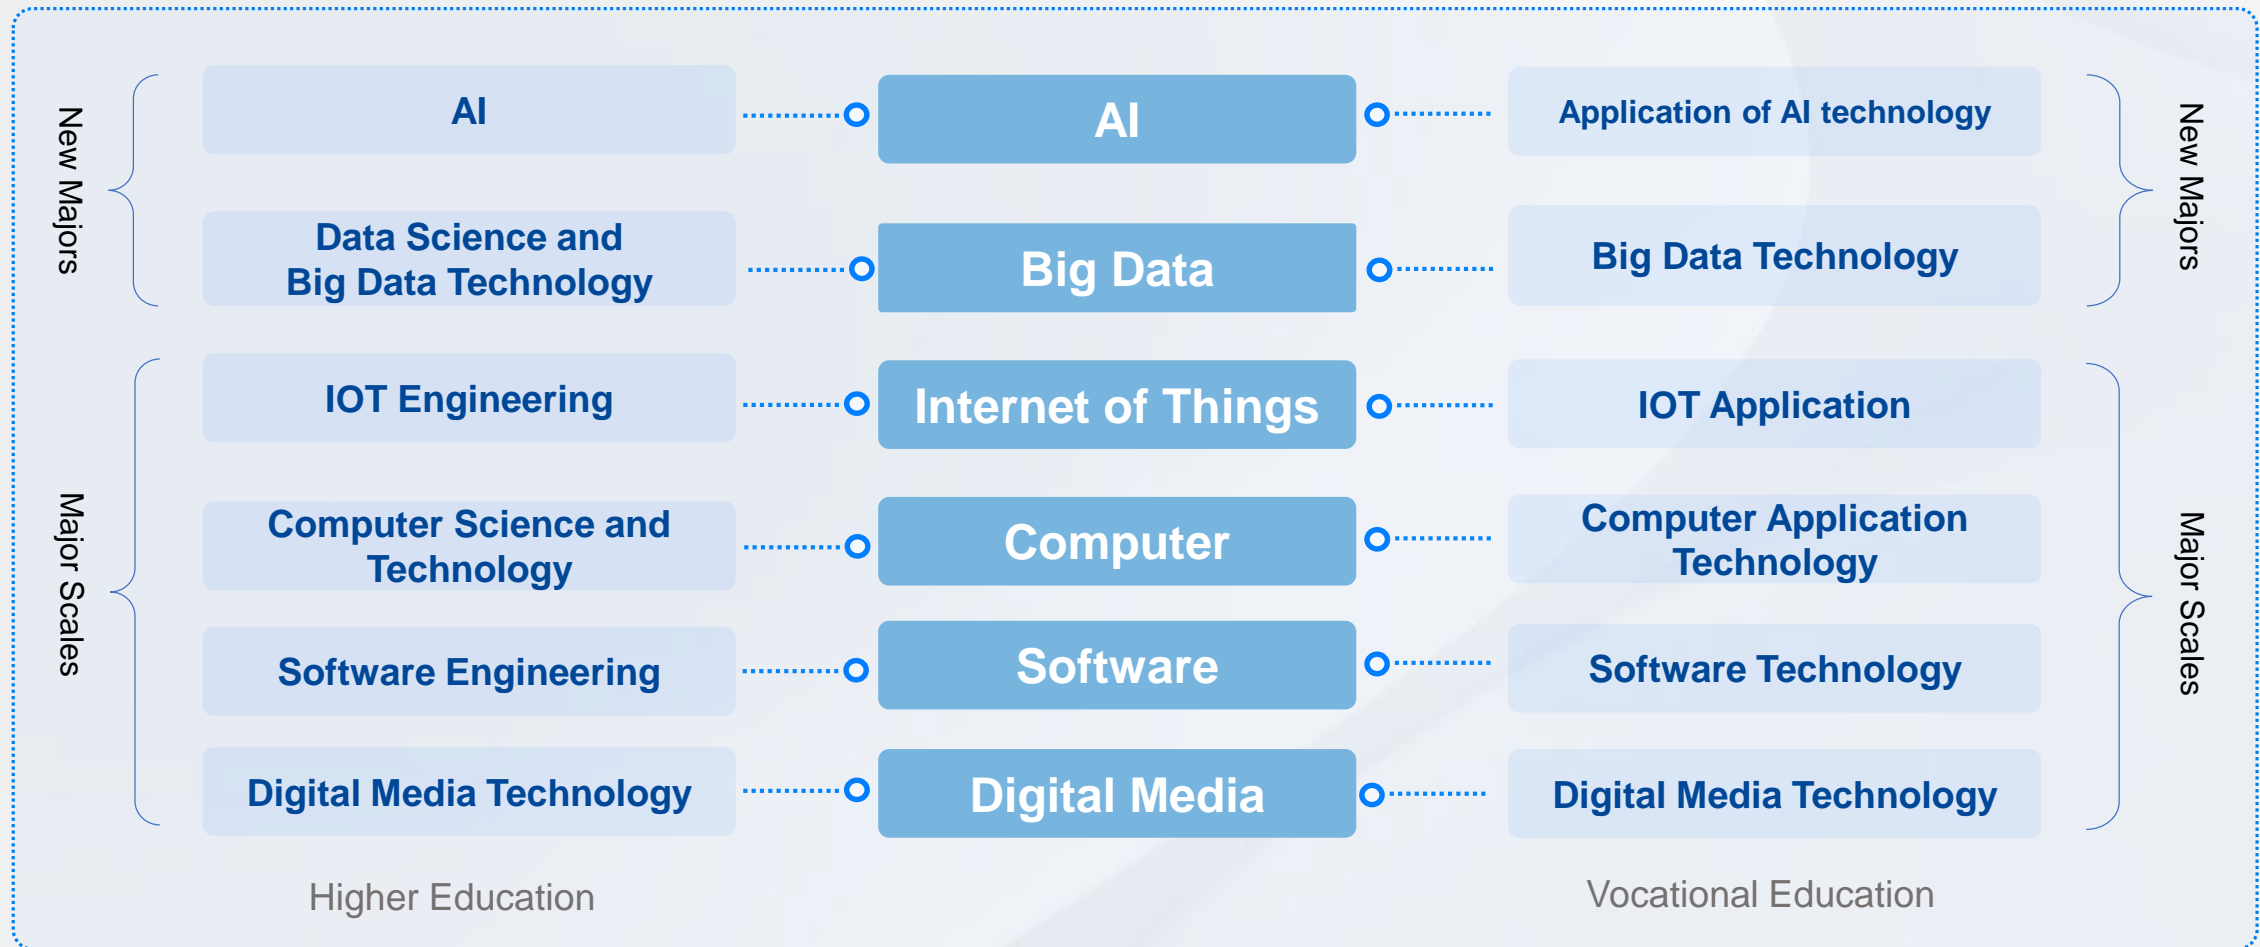 New Majors
AI
AI
Application of AI technology
New Majors
Data Science and
Big Data Technology
Big Data
Big Data Technology
Major Scales
IOT Engineering
Internet of Things
IOT Application
Major Scales
Computer Science and
Technology
Computer
Computer Application
Technology
Software Engineering
Software
Software Technology
Digital Media Technology
Digital Media
Digital Media Technology
Higher Education
Vocational Education